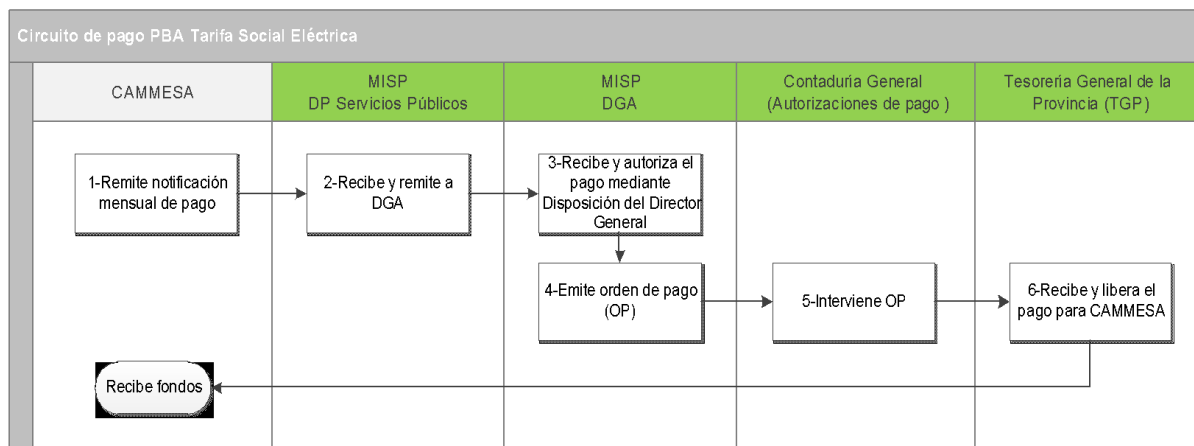 Circuito de pago PBA Tarifa Social Eléctrica
CAMMESA
MISP
DP Servicios Públicos
MISP
DGA
Contaduría General
(Autorizaciones de pago )
Tesorería General de la
Provincia (TGP)
1-Remite notificación
mensual de pago
2-Recibe y remite a
DGA
3-Recibe y autoriza el
pago mediante
Disposición del Director
General
4-Emite orden de pago
(OP)
5-Interviene OP
6-Recibe y libera el
pago para CAMMESA
Recibe fondos